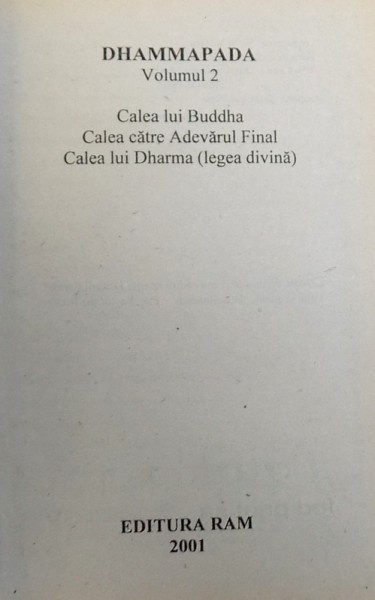 DHAMMAPADA
Volumul 2
Calea lui Buddha
Calea către Adevărul Final
Calea lui Dharma (legea divină)
EDITURA RAM
2001